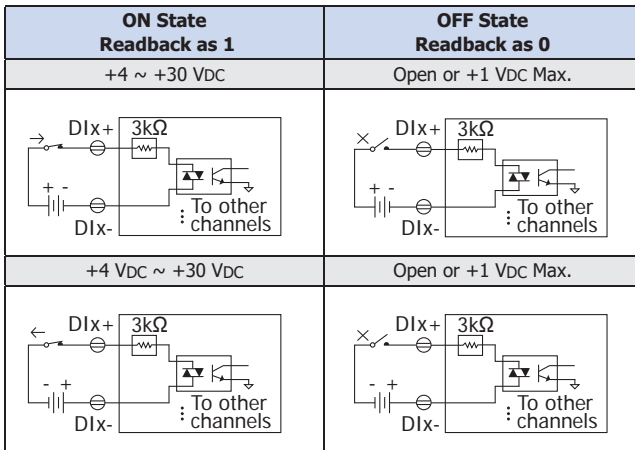 ON State
Readback as 1
OFF State
Readback as 0
+4 ~ +30 VDC
Open or +1 VDC Max.
DIx+ 3kΩ
+ -
To other
channels
DIx-
DIx+ 3kΩ
+ -
To other
channels
DIx-
+4 VDC ~ +30 VDC
Open or +1 VDC Max.
DIx+ 3kΩ
- +
To other
channels
DIx-
DIx+ 3kΩ
- +
To other
channels
DIx-